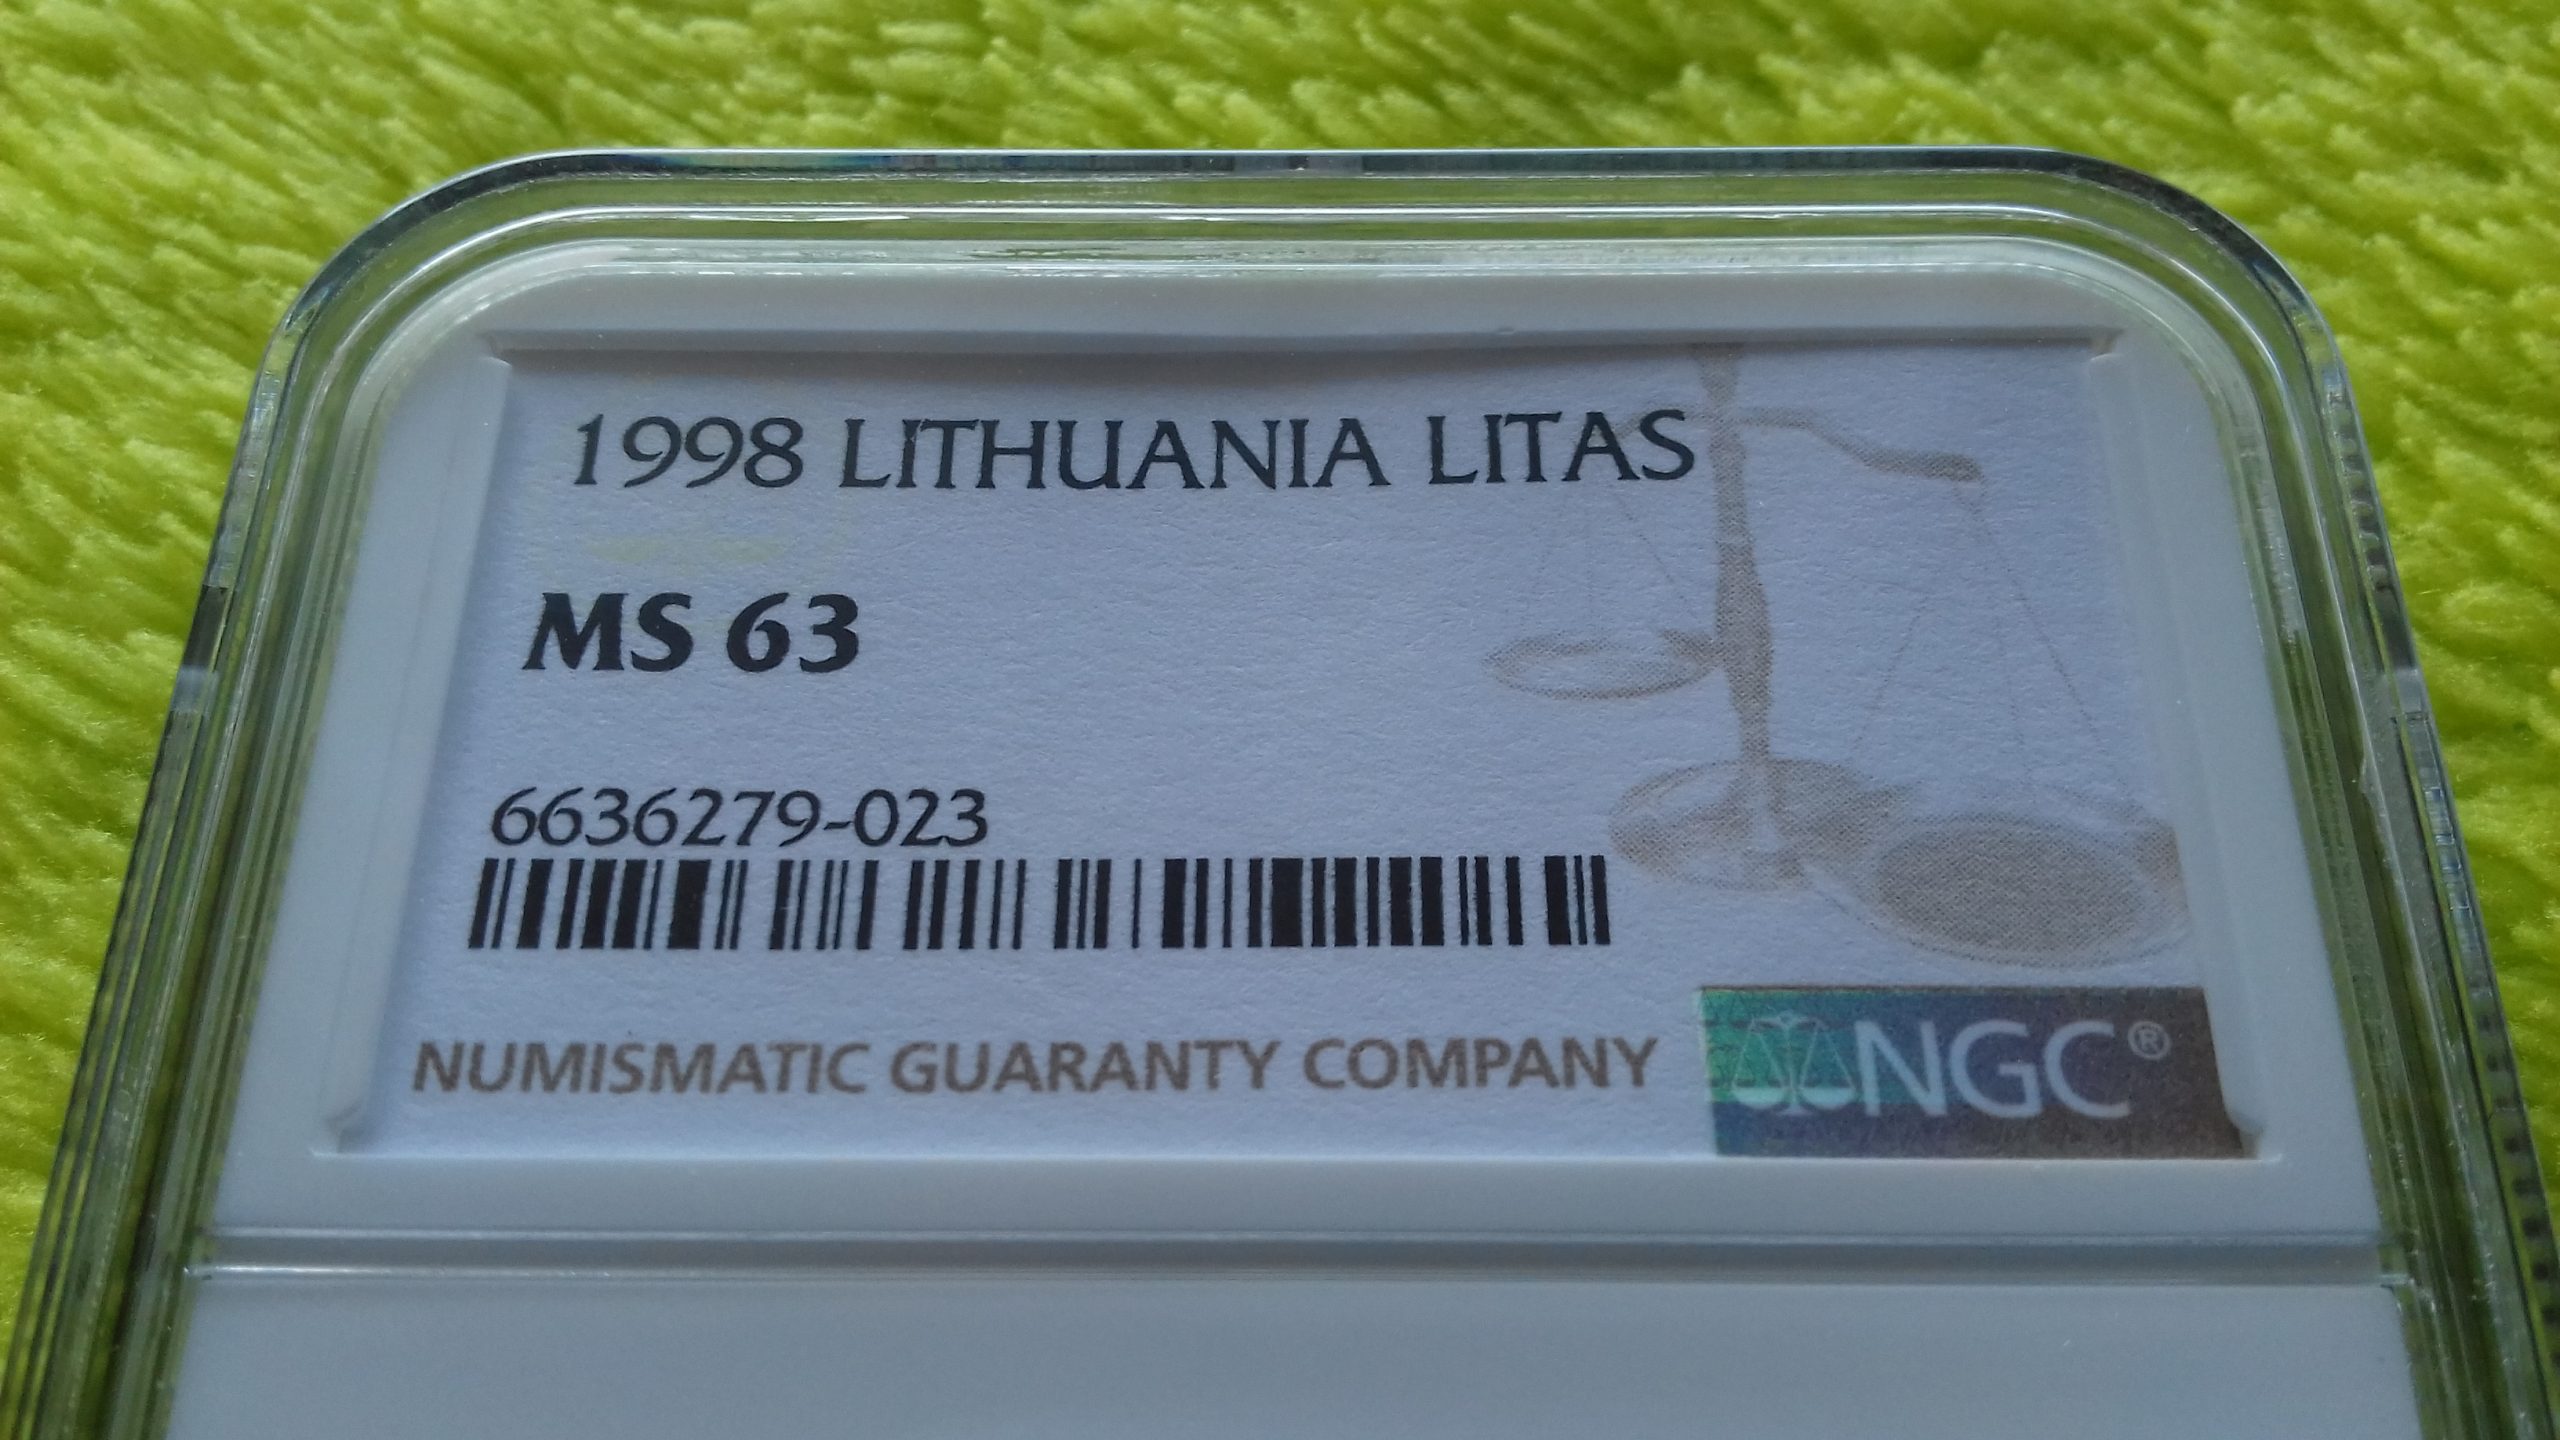 1998 LITHUANIA LITAS
MS 63
6636279-023
NUMISMATIC GUARANTY COMPANY
NGC®